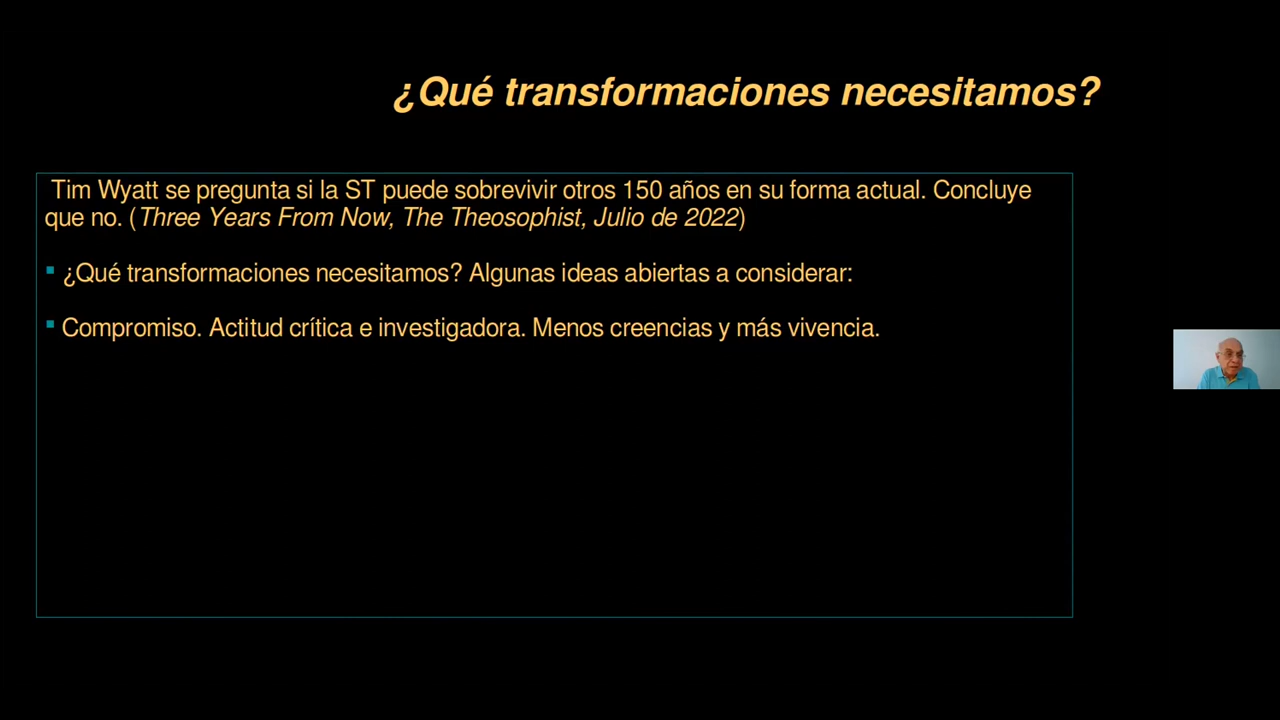 ¿Qué transformaciones necesitamos?
Tim Wyatt se pregunta si la ST puede sobrevivir otros 150 años en su forma actual. Concluye
que no. (Three Years From Now, The Theosophist, Julio de 2022)
¿Qué transformaciones necesitamos? Algunas ideas abiertas a considerar:
Compromiso. Actitud crítica e investigadora. Menos creencias y más vivencia.